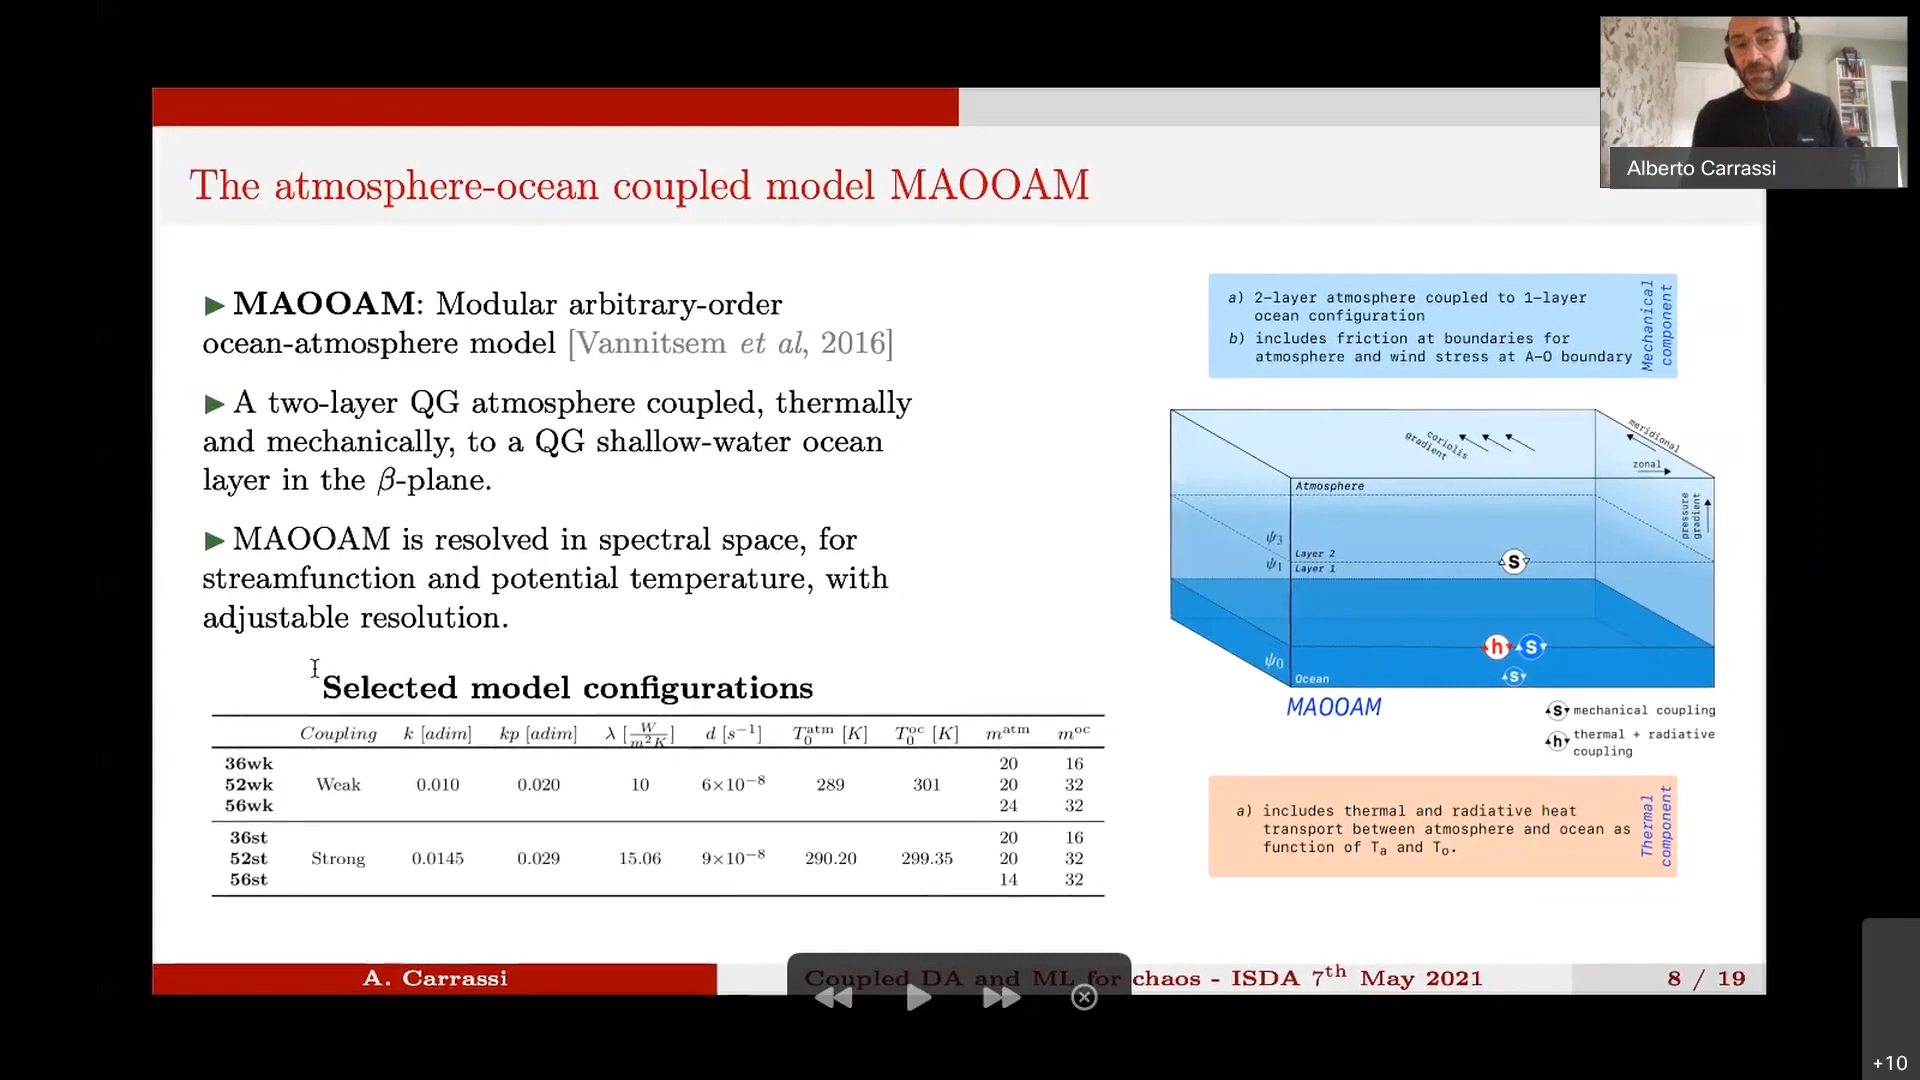 Alberto Carrassi
The atmosphere-ocean coupled model MAOOAM
► MAOOAM: Modular arbitrary-order
ocean-atmosphere model [Vannitsem et al, 2016]
► A two-layer QG atmosphere coupled, thermally
and mechanically, to a QG shallow-water ocean
layer in the β-plane.
► MAOOAM is resolved in spectral space, for
streamfunction and potential temperature, with
adjustable resolution.
Selected model configurations
Coupling k [adim] kp [adim] λ [W/m²K] d [s⁻¹] T₀ᵃᵗᵐ [K] T₀ᵒᶜ [K] mᵃᵗᵐ mᵒᶜ
36wk 20 16
52wk Weak 0.010 0.020 10 6×10⁻⁸ 289 301 20 32
56wk 24 32
36st 20 16
52st Strong 0.0145 0.029 15.06 9×10⁻⁸ 290.20 299.35 20 32
56st 14 32
a) 2-layer atmosphere coupled to 1-layer
ocean configuration
b) includes friction at boundaries for
atmosphere and wind stress at A-O boundary
Mechanical
component
coriolis
gradient
meridional
zonal
pressure
gradient
Atmosphere
ψ₃
Layer 2
ψ₁
Layer 1
S
h S
ψ₀
S
Ocean
MAOOAM
S mechanical coupling
h thermal + radiative
coupling
a) includes thermal and radiative heat
transport between atmosphere and ocean as
function of Tₐ and Tₒ.
Thermal
component
A. Carrassi
Coupled DA and ML for chaos - ISDA 7th May 2021
8 / 19
+10